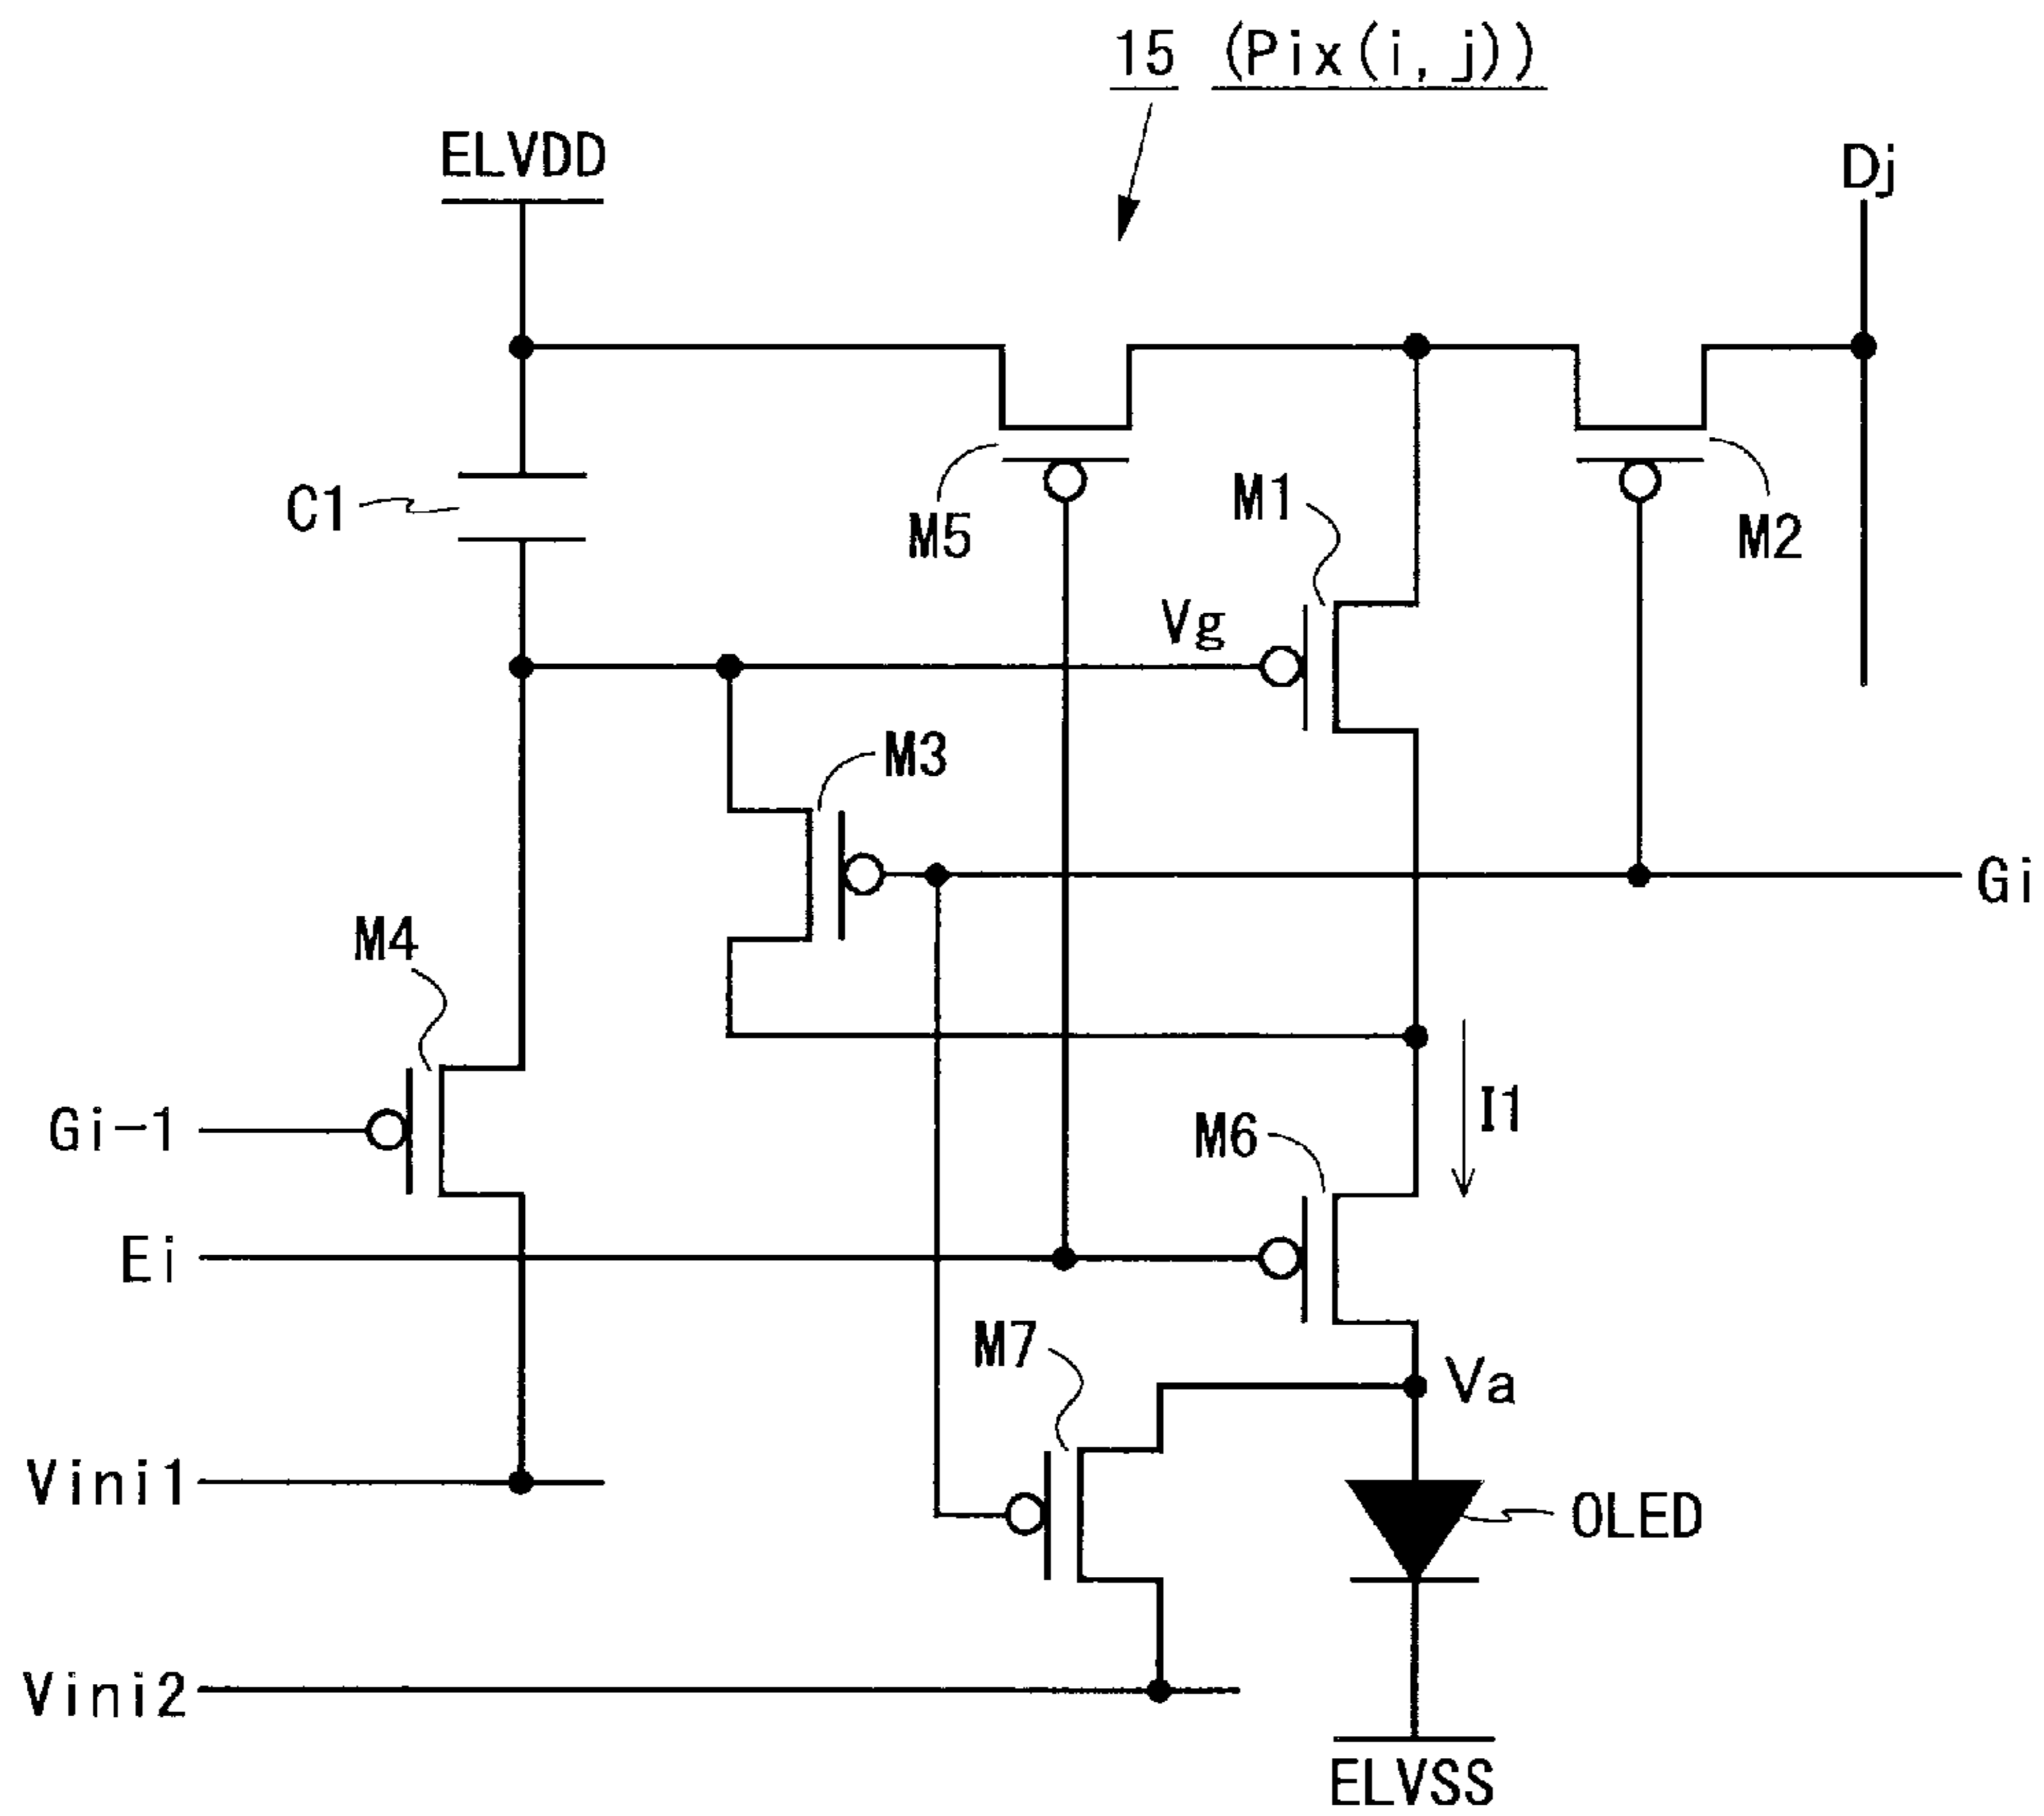 15 (Pix(i,j))
ELVDD
Dj
C1
M5
M1
M2
Vg
M3
Gi
M4
Gi-1
I1
M6
Ei
M7
Va
Vini1
OLED
Vini2
ELVSS